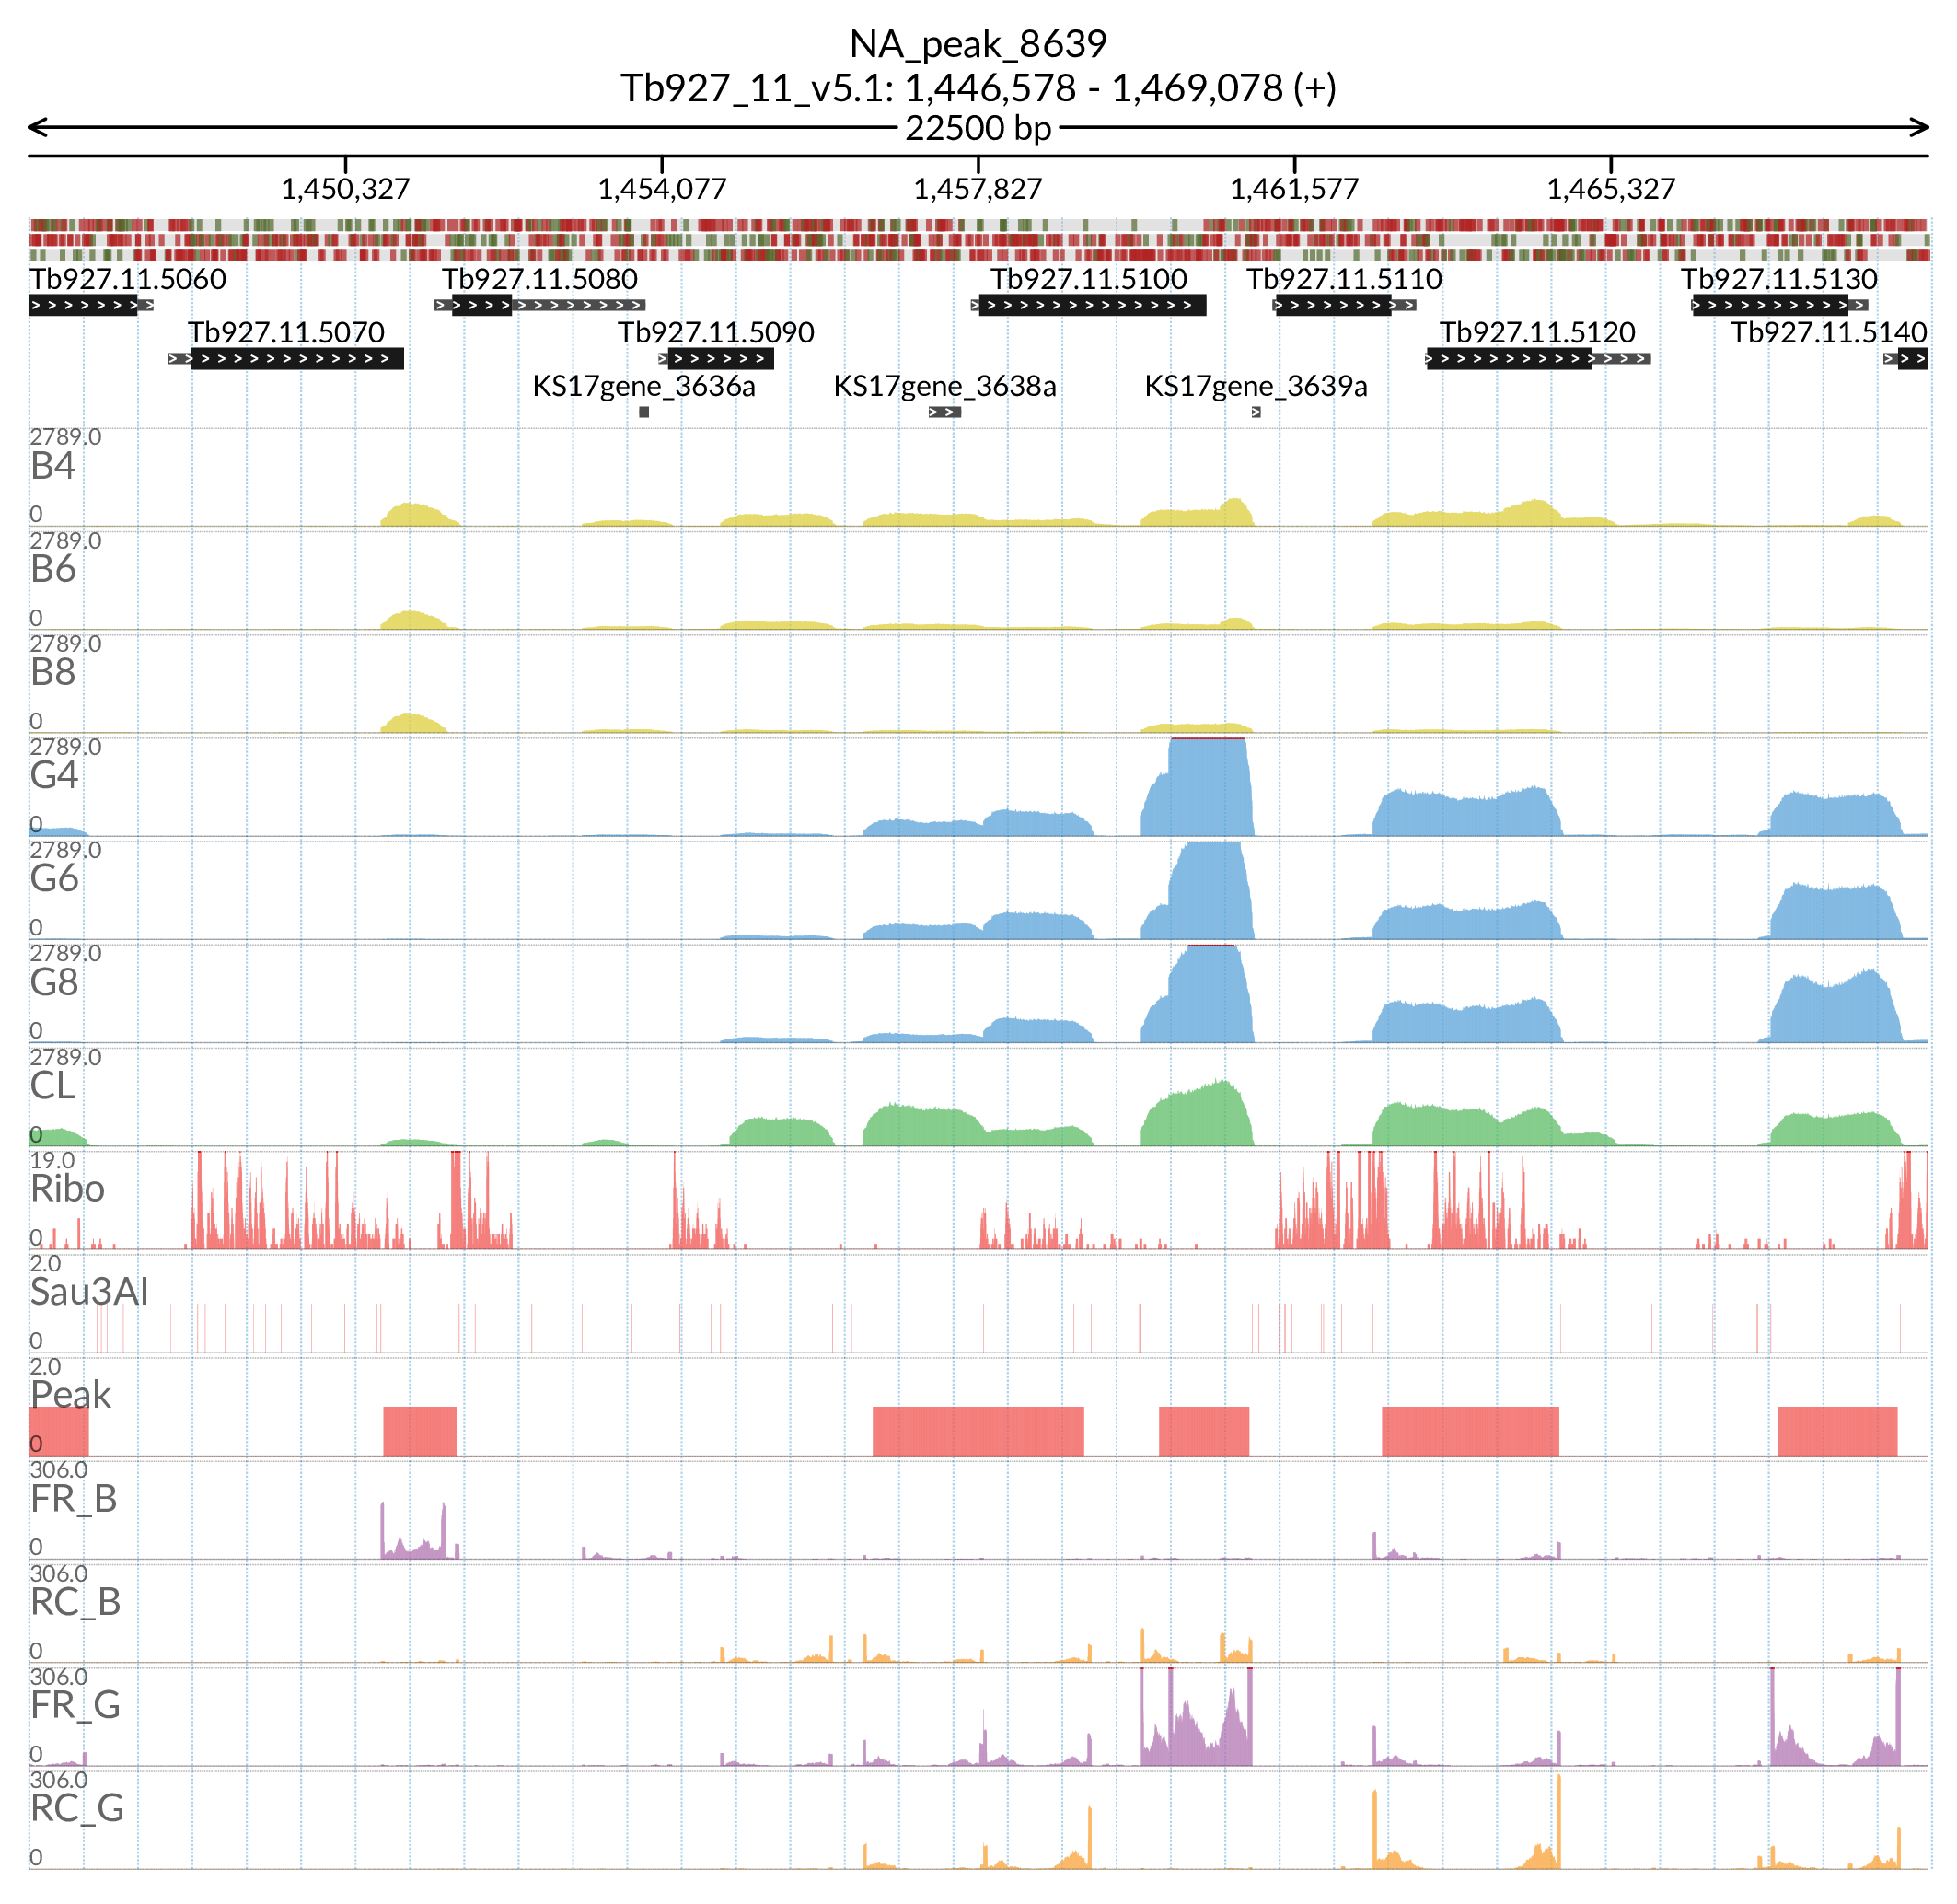 NA_peak_8639
Tb927_11_v5.1: 1,446,578 - 1,469,078 (+)
22500 bp
1,450,327 1,454,077 1,457,827 1,461,577 1,465,327
Tb927.11.5060 Tb927.11.5080 Tb927.11.5100 Tb927.11.5110 Tb927.11.5130
Tb927.11.5070 Tb927.11.5090 Tb927.11.5120 Tb927.11.5140
KS17gene_3636a KS17gene_3638a KS17gene_3639a
2789.0
B4
0
2789.0
B6
0
2789.0
B8
0
2789.0
G4
0
2789.0
G6
0
2789.0
G8
0
2789.0
CL
0
19.0
Ribo
0
2.0
Sau3AI
0
2.0
Peak
0
306.0
FR_B
0
306.0
RC_B
0
306.0
FR_G
0
306.0
RC_G
0